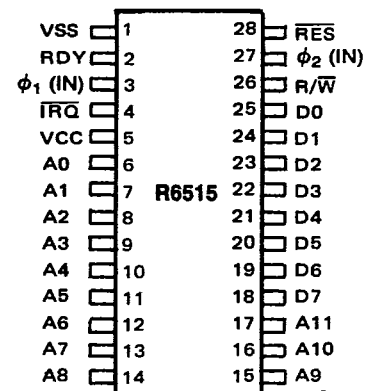 VSS 1 28 R̅E̅S̅
RDY 2 27 ϕ₂ (IN)
ϕ₁ (IN) 3 26 R/W̅
I̅R̅Q̅ 4 25 D0
VCC 5 24 D1
A0 6 23 D2
A1 7 R6515 22 D3
A2 8 21 D4
A3 9 20 D5
A4 10 19 D6
A5 11 18 D7
A6 12 17 A11
A7 13 16 A10
A8 14 15 A9